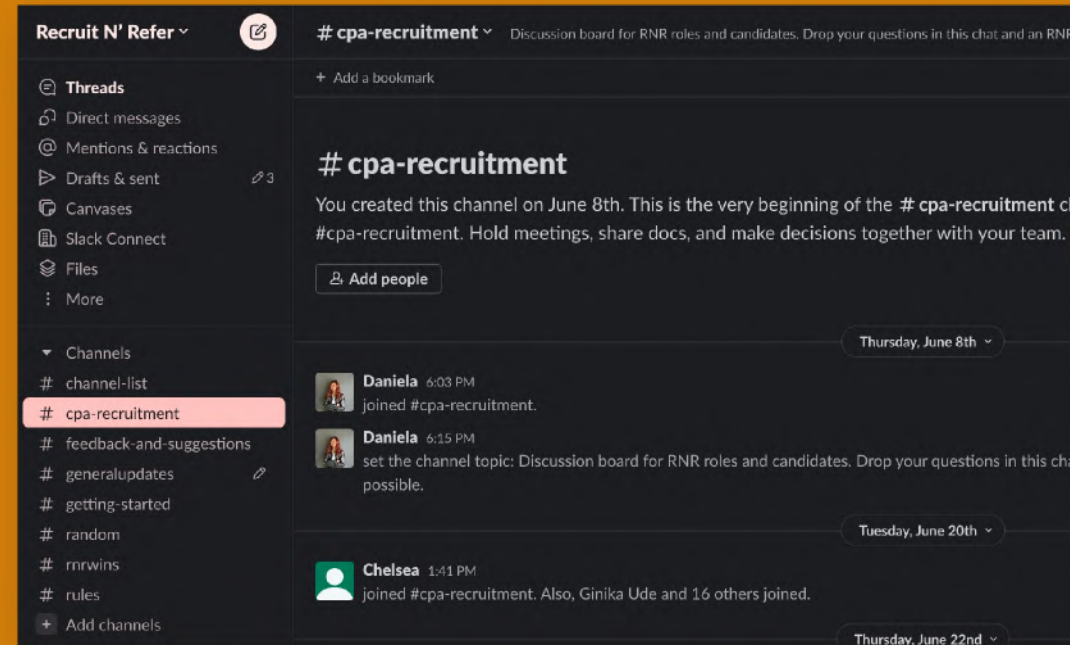 Recruit N' Refer
Threads
Direct messages
Mentions & reactions
Drafts & sent 3
Canvases
Slack Connect
Files
More
Channels
# channel-list
# cpa-recruitment
# feedback-and-suggestions
# generalupdates
# getting-started
# random
# rnrwins
# rules
+ Add channels
# cpa-recruitment Discussion board for RNR roles and candidates. Drop your questions in this chat and an RNR
+ Add a bookmark
# cpa-recruitment
You created this channel on June 8th. This is the very beginning of the # cpa-recruitment
#cpa-recruitment. Hold meetings, share docs, and make decisions together with your team.
Add people
Thursday, June 8th
Daniela 6:03 PM
joined #cpa-recruitment.
Daniela 6:15 PM
set the channel topic: Discussion board for RNR roles and candidates. Drop your questions in this
possible.
Tuesday, June 20th
Chelsea 1:41 PM
joined #cpa-recruitment. Also, Ginika Ude and 16 others joined.
Thursday, June 22nd